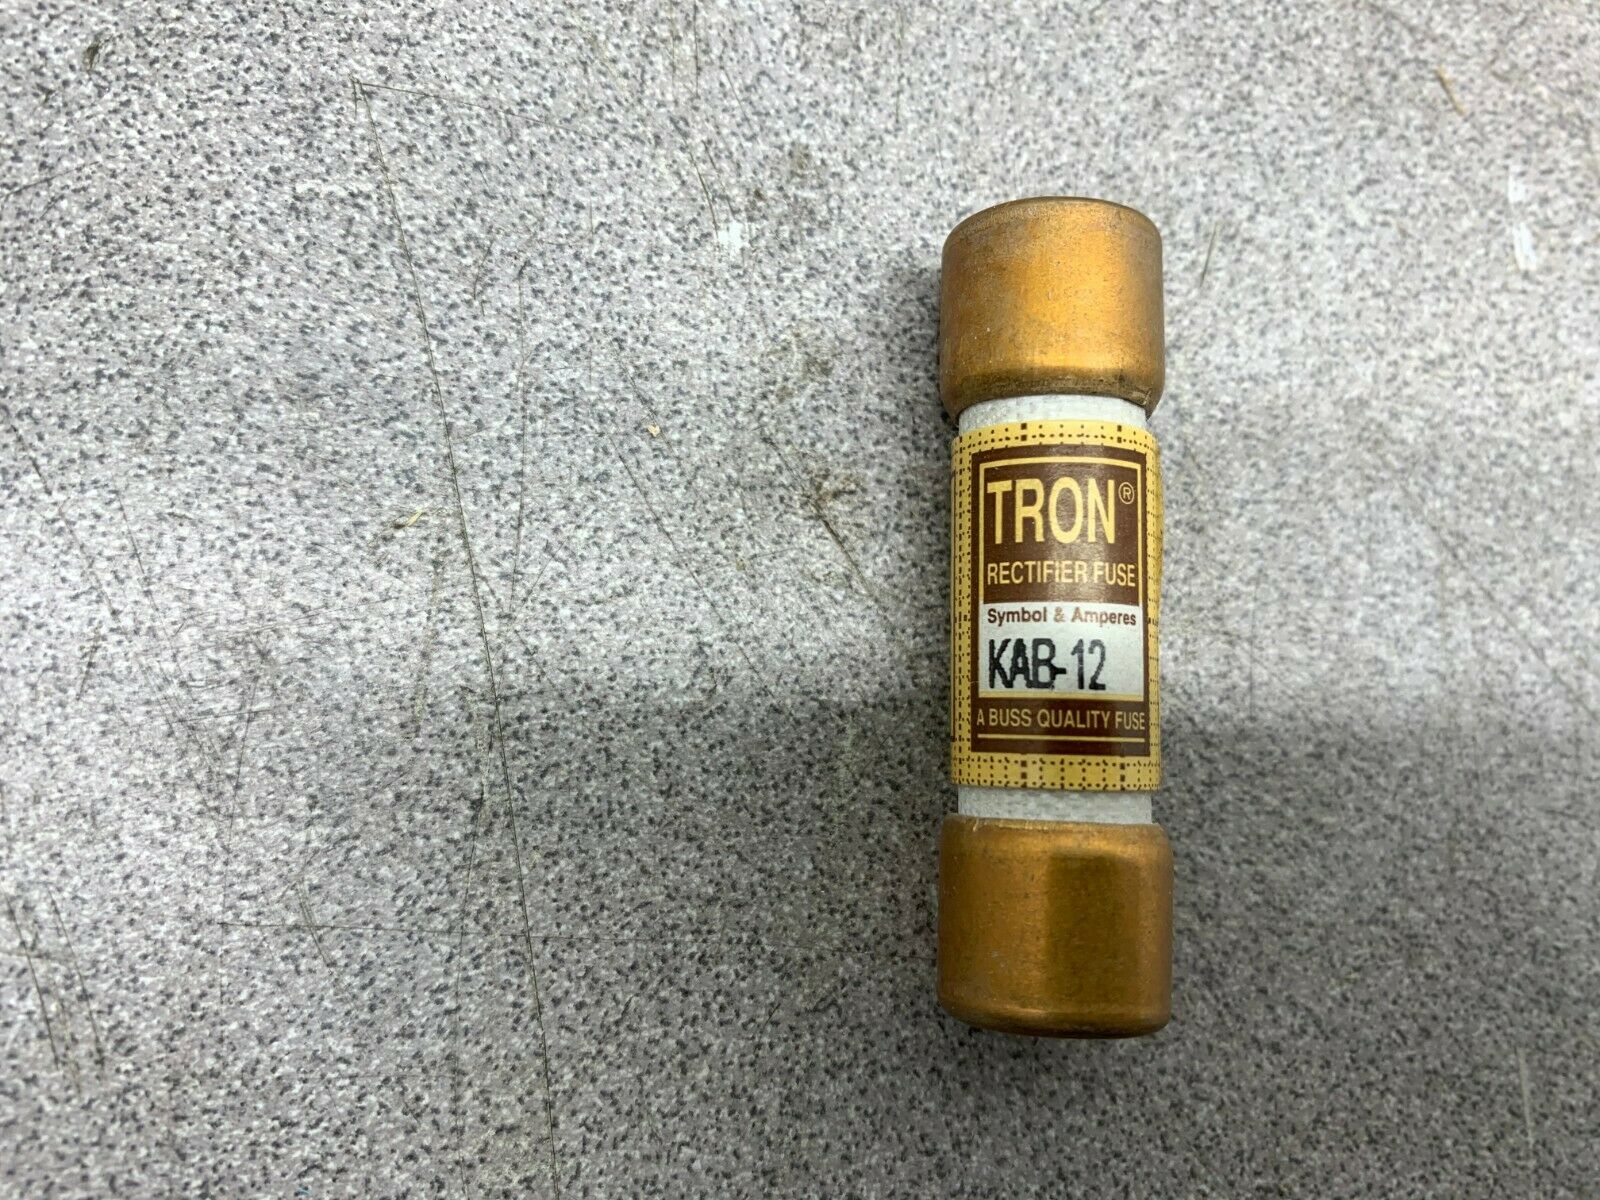 TRON®
RECTIFIER FUSE
Symbol & Amperes
KAB-12
A BUSS QUALITY FUSE